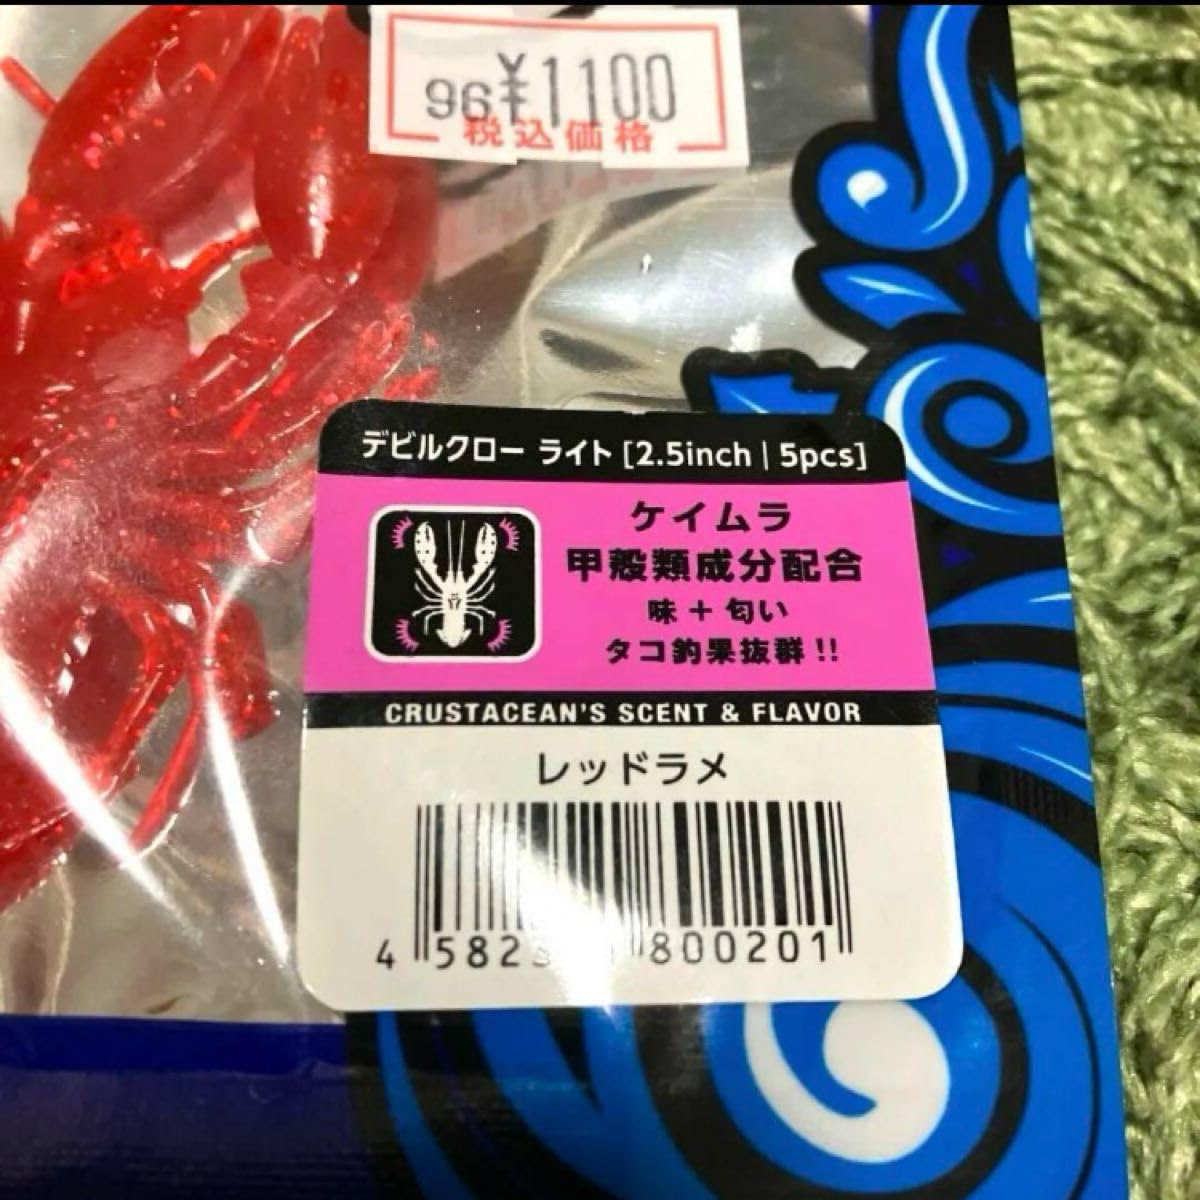 96¥1100
税込価格
デビルクロー ライト [2.5inch | 5pcs]
ケイムラ
甲殻類成分配合
味 + 匂い
タコ釣果抜群!!
CRUSTACEAN'S SCENT & FLAVOR
レッドラメ
4 800201